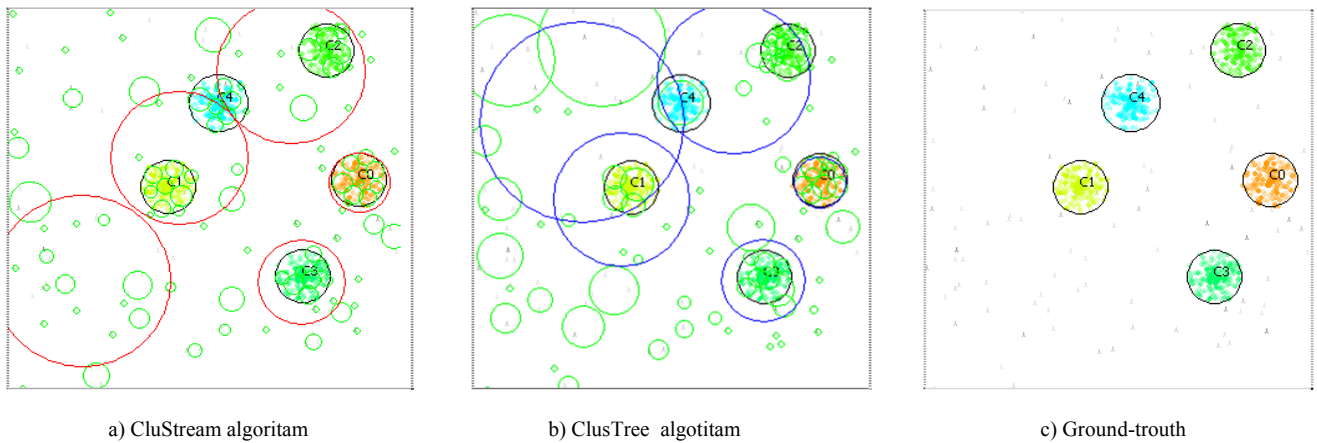 C2
C4
C1
C0
C3
C2
C4
C1
C0
C3
C2
C4
C1
C0
C3
a) CluStream algoritam
b) ClusTree algotitam
c) Ground-trouth